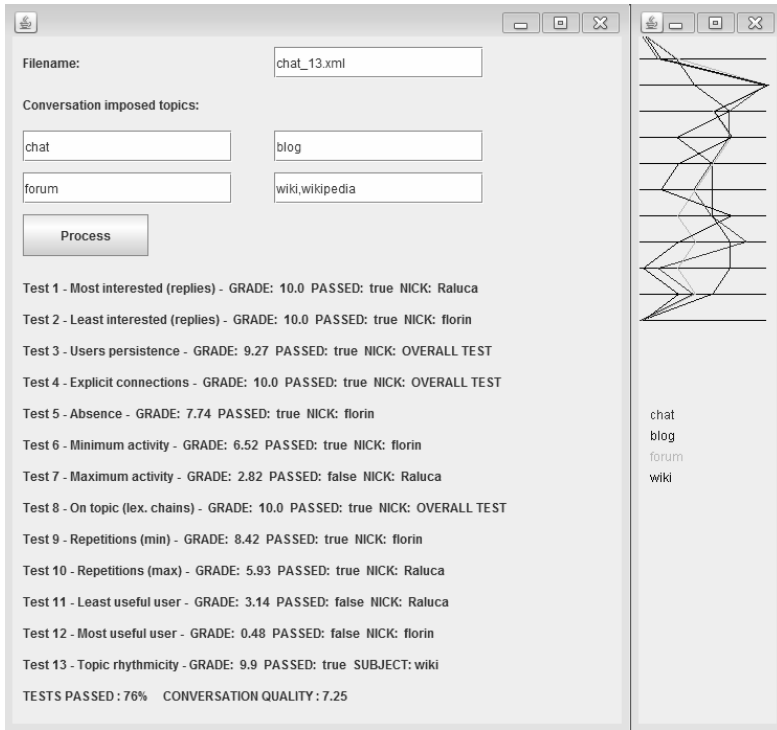 Filename: chat_13.xml
Conversation imposed topics:
chat blog
forum wiki,wikipedia
Process
Test 1 - Most interested (replies) - GRADE: 10.0 PASSED: true NICK: Raluca
Test 2 - Least interested (replies) - GRADE: 10.0 PASSED: true NICK: florin
Test 3 - Users persistence - GRADE: 9.27 PASSED: true NICK: OVERALL TEST
Test 4 - Explicit connections - GRADE: 10.0 PASSED: true NICK: OVERALL TEST
Test 5 - Absence - GRADE: 7.74 PASSED: true NICK: florin
Test 6 - Minimum activity - GRADE: 6.52 PASSED: true NICK: florin
Test 7 - Maximum activity - GRADE: 2.82 PASSED: false NICK: Raluca
Test 8 - On topic (lex. chains) - GRADE: 10.0 PASSED: true NICK: OVERALL TEST
Test 9 - Repetitions (min) - GRADE: 8.42 PASSED: true NICK: florin
Test 10 - Repetitions (max) - GRADE: 5.93 PASSED: true NICK: Raluca
Test 11 - Least useful user - GRADE: 3.14 PASSED: false NICK: Raluca
Test 12 - Most useful user - GRADE: 0.48 PASSED: false NICK: florin
Test 13 - Topic rhythmicity - GRADE: 9.9 PASSED: true SUBJECT: wiki
TESTS PASSED : 76% CONVERSATION QUALITY : 7.25
chat
blog
forum
wiki